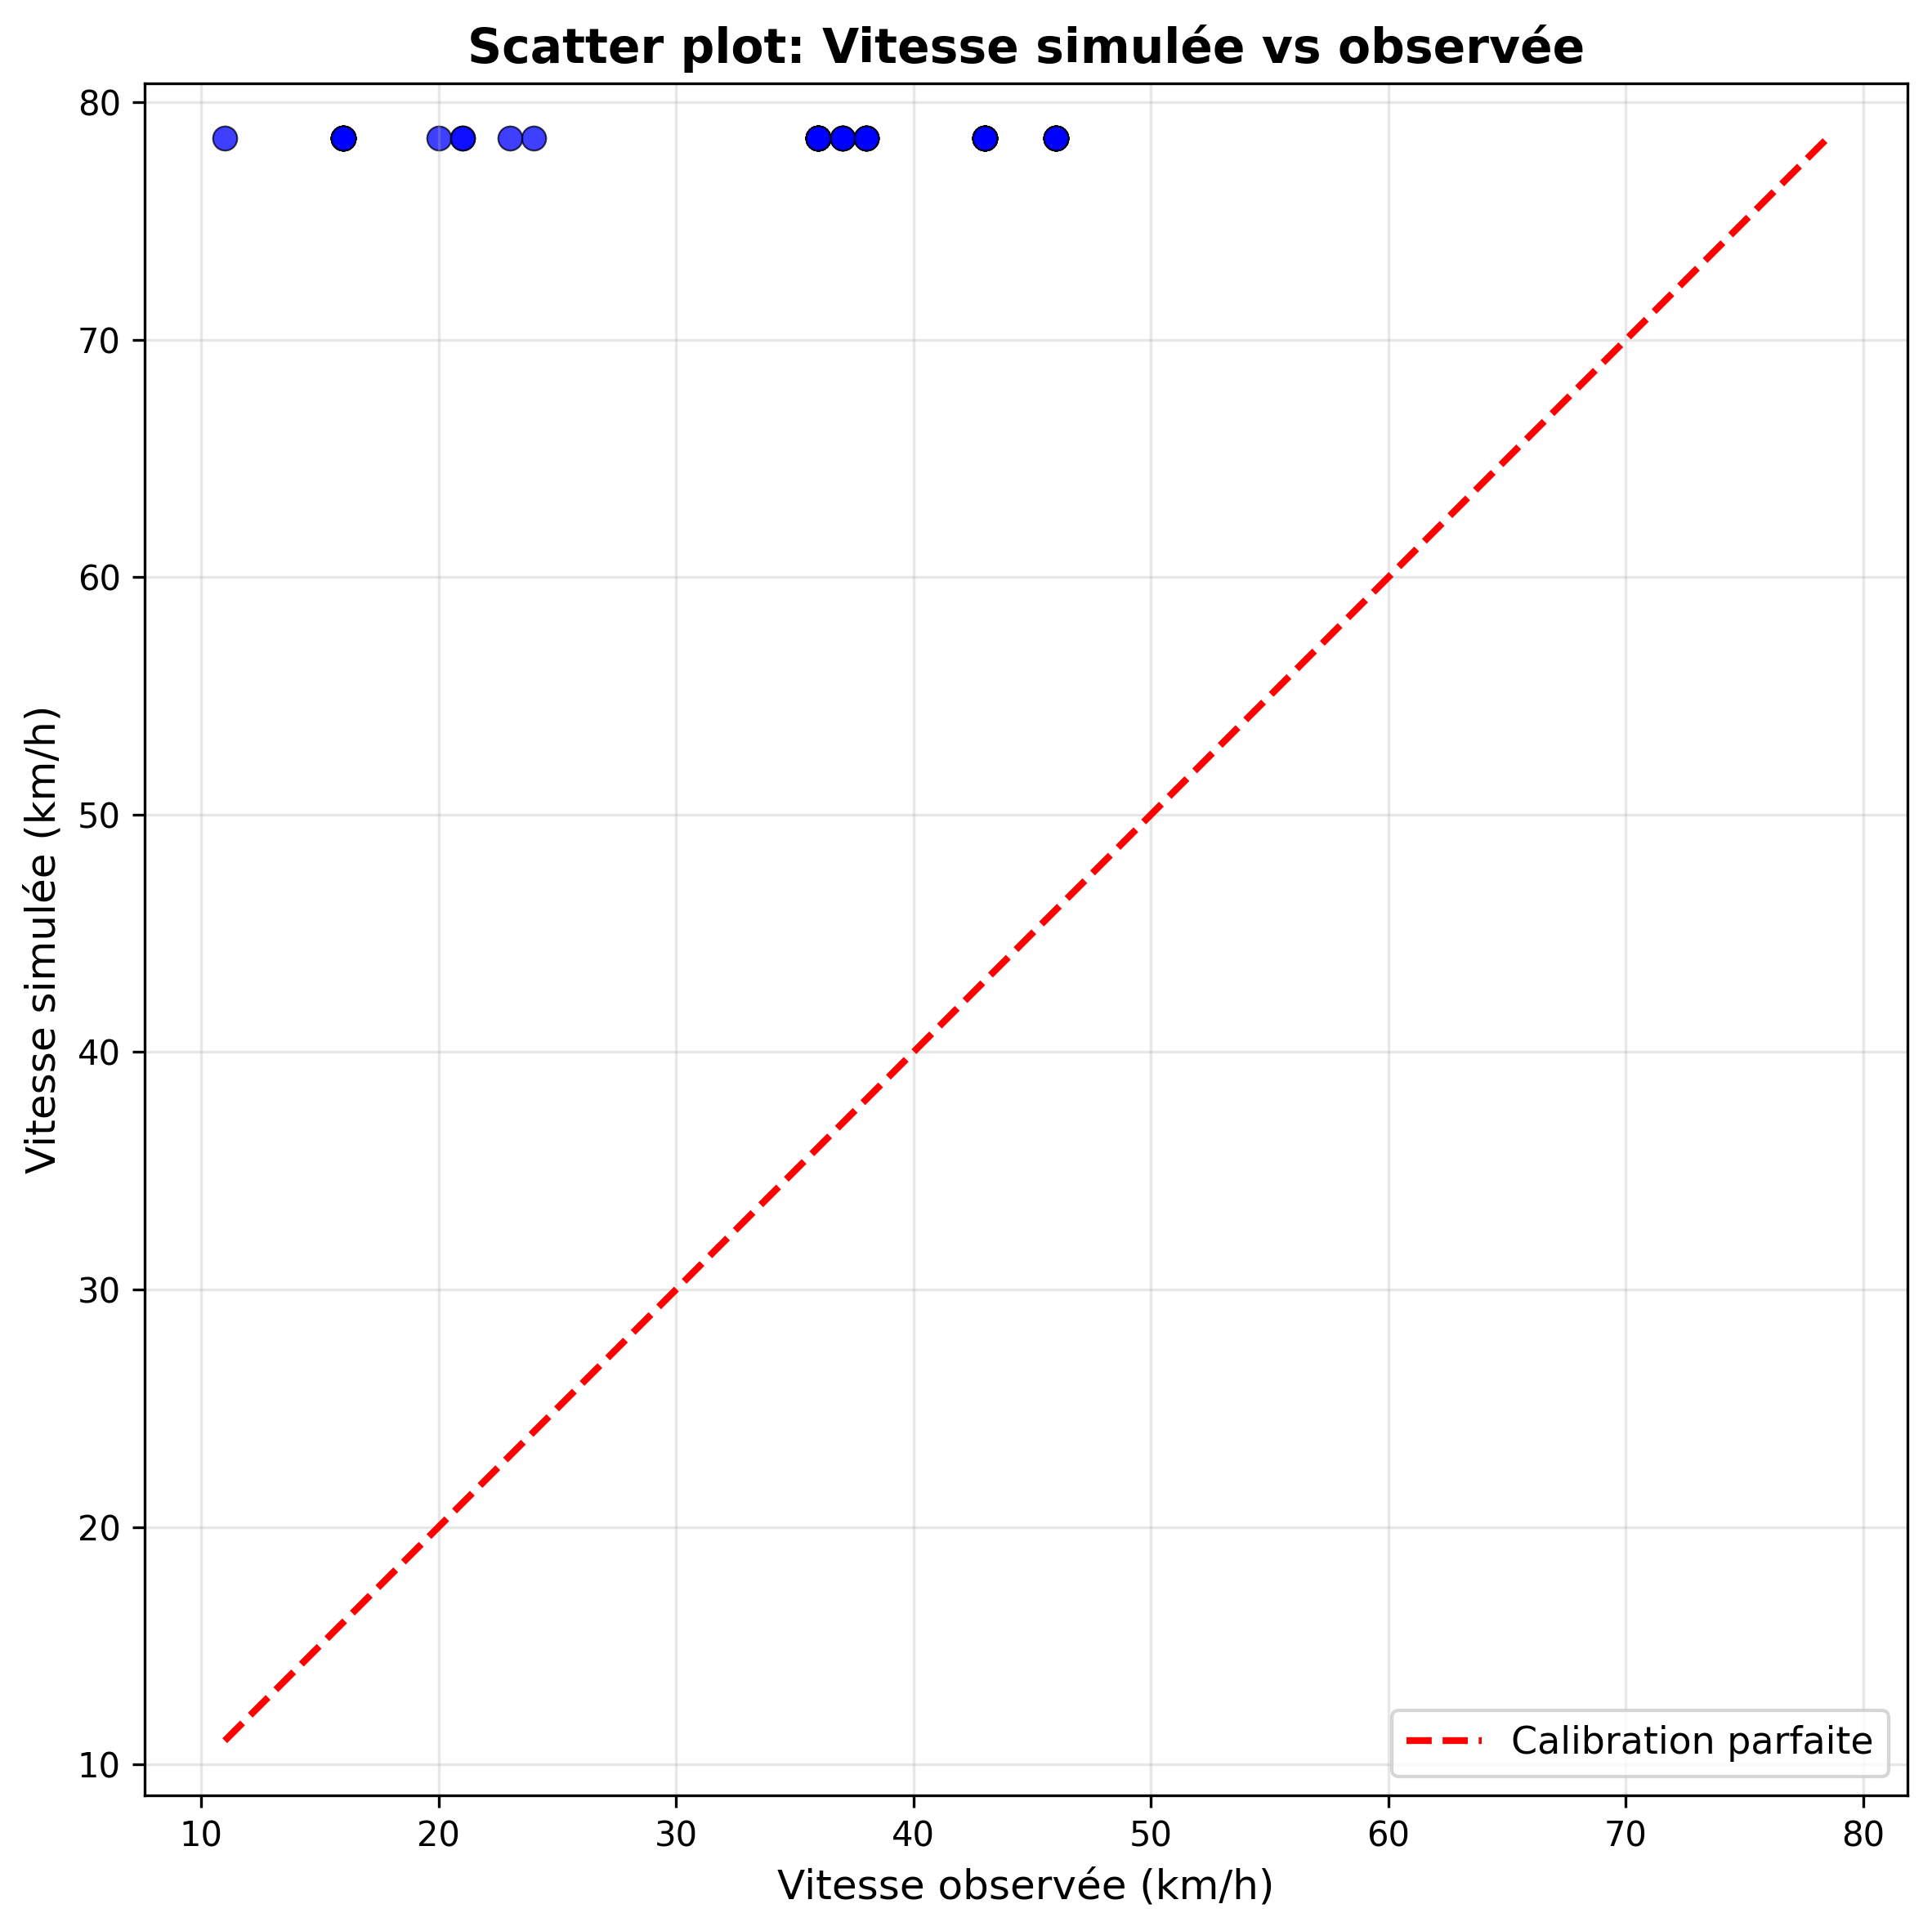 Scatter plot: Vitesse simulée vs observée
Vitesse simulée (km/h)
80
70
60
50
40
30
20
10
Calibration parfaite
10 20 30 40 50 60 70 80
Vitesse observée (km/h)